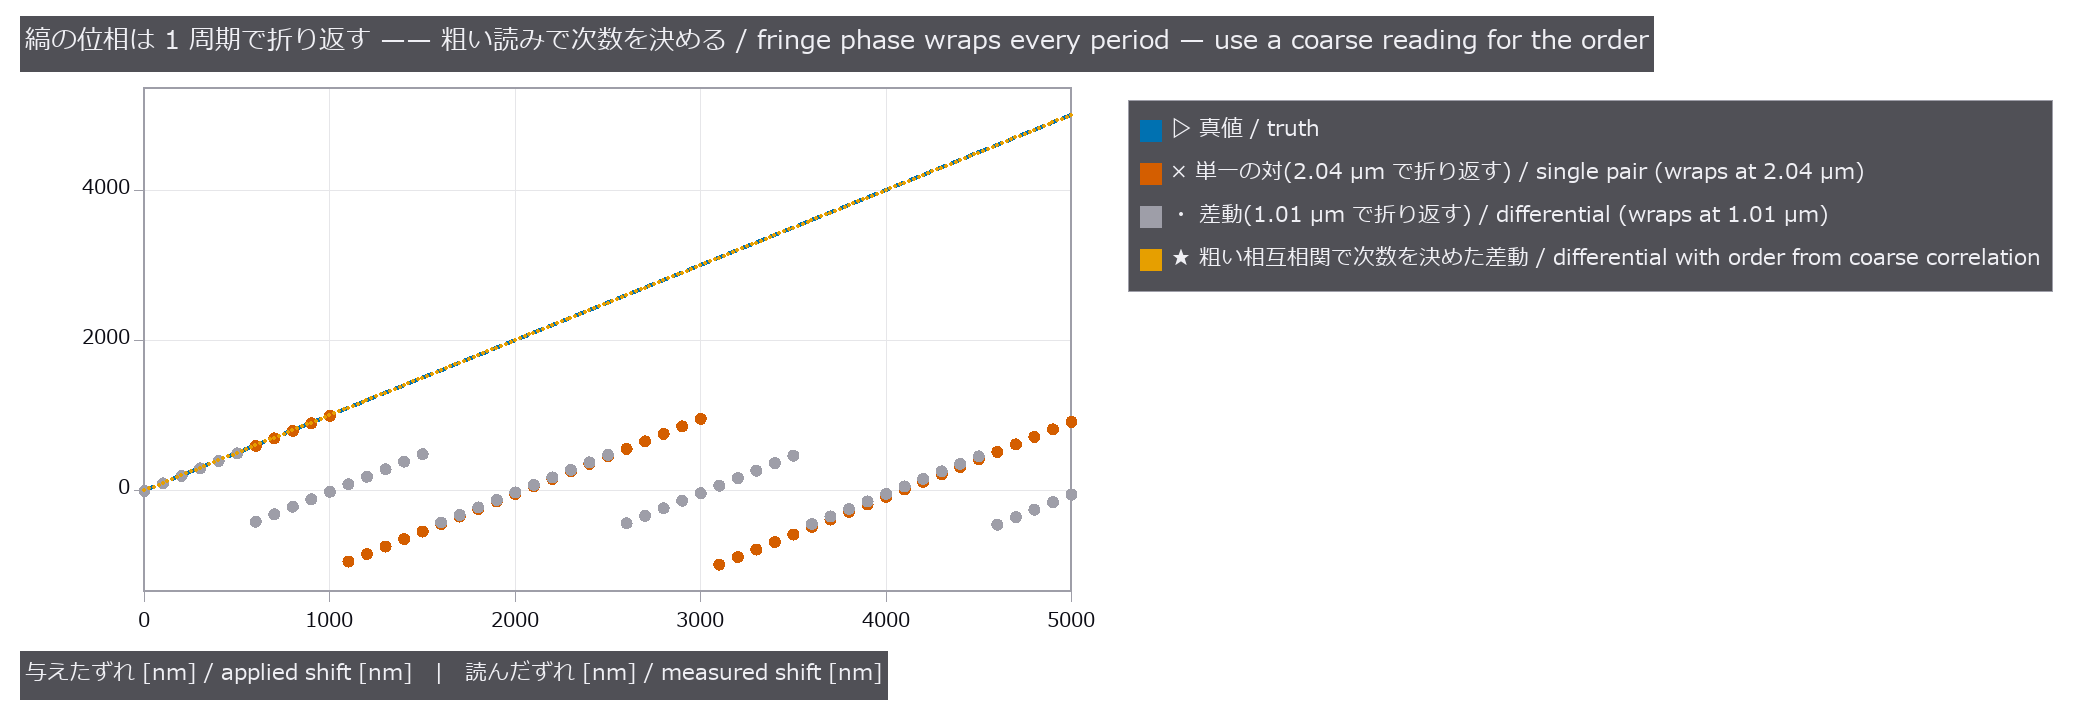 縞の位相は 1 周期で折り返す —— 粗い読みで次数を決める / fringe phase wraps every period — use a coarse reading for the order
▷ 真値 / truth
× 単一の対(2.04 µm で折り返す) / single pair (wraps at 2.04 µm)
・ 差動(1.01 µm で折り返す) / differential (wraps at 1.01 µm)
★ 粗い相互相関で次数を決めた差動 / differential with order from coarse correlation
4000
2000
0
0 1000 2000 3000 4000 5000
与えたずれ [nm] / applied shift [nm] | 読んだずれ [nm] / measured shift [nm]